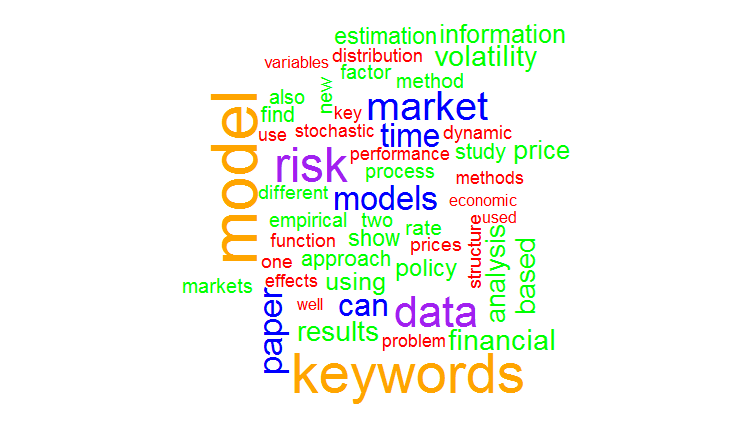 estimation
information
variables
distribution
volatility
factor
method
also
new
find
key
market
use
stochastic
time
dynamic
model
risk
performance
study
price
process
methods
different
models
economic
empirical
two
rate
used
function
show
prices
structure
analysis
based
one
approach
policy
markets
effects
using
paper
well
can
data
results
problem
financial
keywords